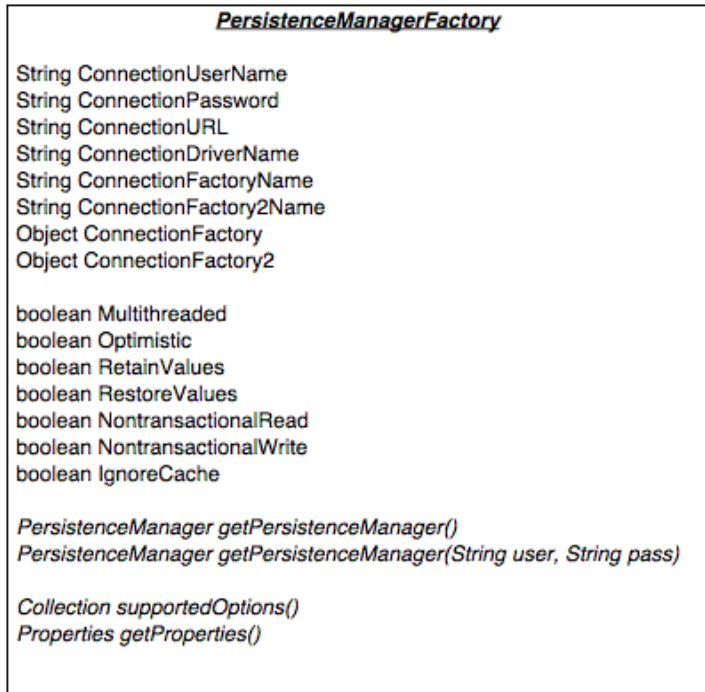 PersistenceManagerFactory
String ConnectionUserName
String ConnectionPassword
String ConnectionURL
String ConnectionDriverName
String ConnectionFactoryName
String ConnectionFactory2Name
Object ConnectionFactory
Object ConnectionFactory2
boolean Multithreaded
boolean Optimistic
boolean RetainValues
boolean RestoreValues
boolean NontransactionalRead
boolean NontransactionalWrite
boolean IgnoreCache
PersistenceManager getPersistenceManager()
PersistenceManager getPersistenceManager(String user, String pass)
Collection supportedOptions()
Properties getProperties()